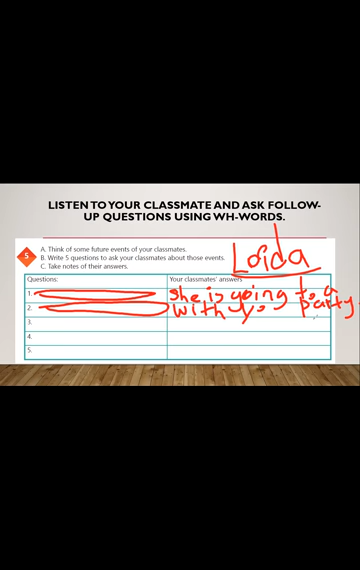 LISTEN TO YOUR CLASSMATE AND ASK FOLLOW-
UP QUESTIONS USING WH-WORDS.
5
A. Think of some future events of your classmates.
B. Write 5 questions to ask your classmates about those events.
C. Take notes of their answers.
Loida
Questions:
Your classmates' answers
1.
She is going to a
2.
with yo party
3.
4.
5.